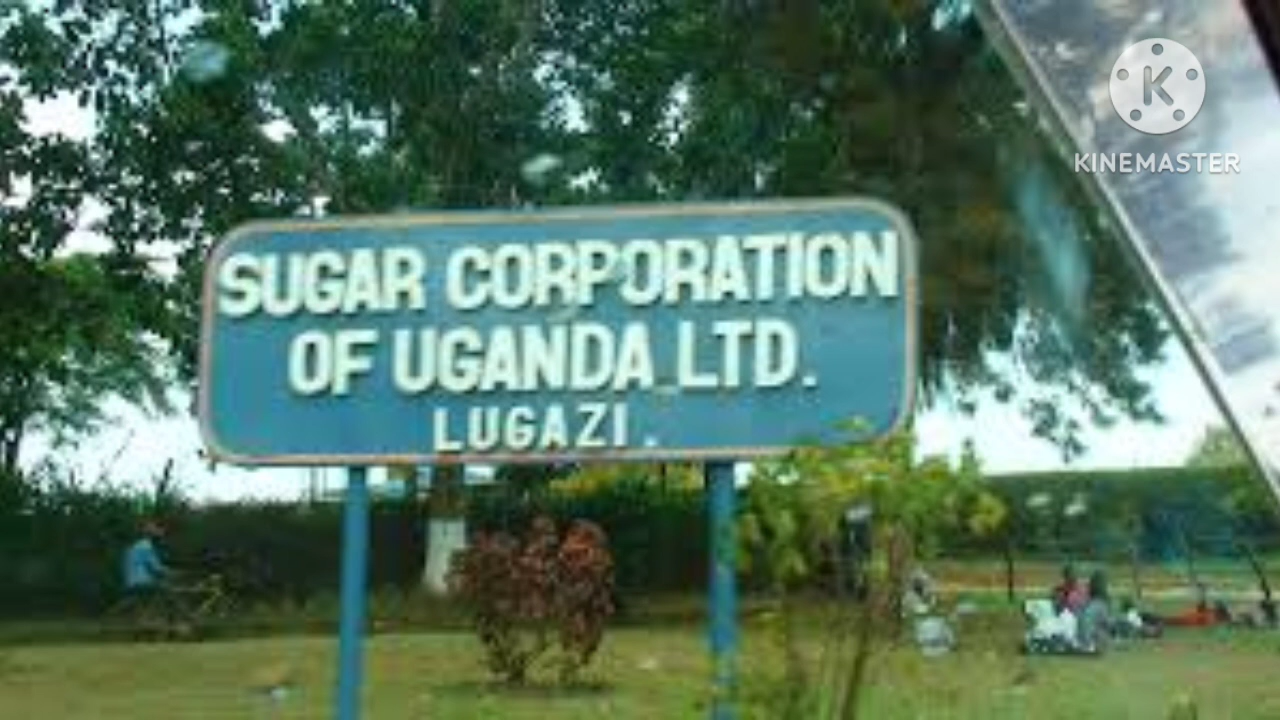 K
KINEMASTER
SUGAR CORPORATION
OF UGANDA LTD.
LUGAZI.